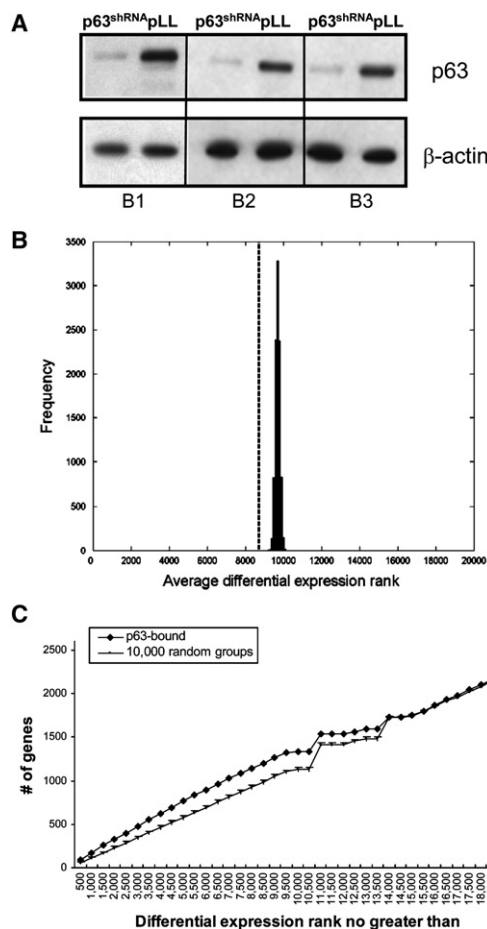 A
p63shRNApLL p63shRNApLL p63shRNApLL
p63
β-actin
B1 B2 B3
B
3500
3000
2500
2000
1500
1000
500
0
Frequency
0 2000 4000 6000 8000 10000 12000 14000 16000 18000 20000
Average differential expression rank
C
p63-bound
10,000 random groups
2500
2000
1500
1000
500
0
# of genes
500 1,000 1,500 2,000 2,500 3,000 3,500 4,000 4,500 5,000 5,500 6,000 6,500 7,000 7,500 8,000 8,500 9,000 9,500 10,000 10,500 11,000 11,500 12,000 12,500 13,000 13,500 14,000 14,500 15,000 15,500 16,000 16,500 17,000 17,500 18,000
Differential expression rank no greater than